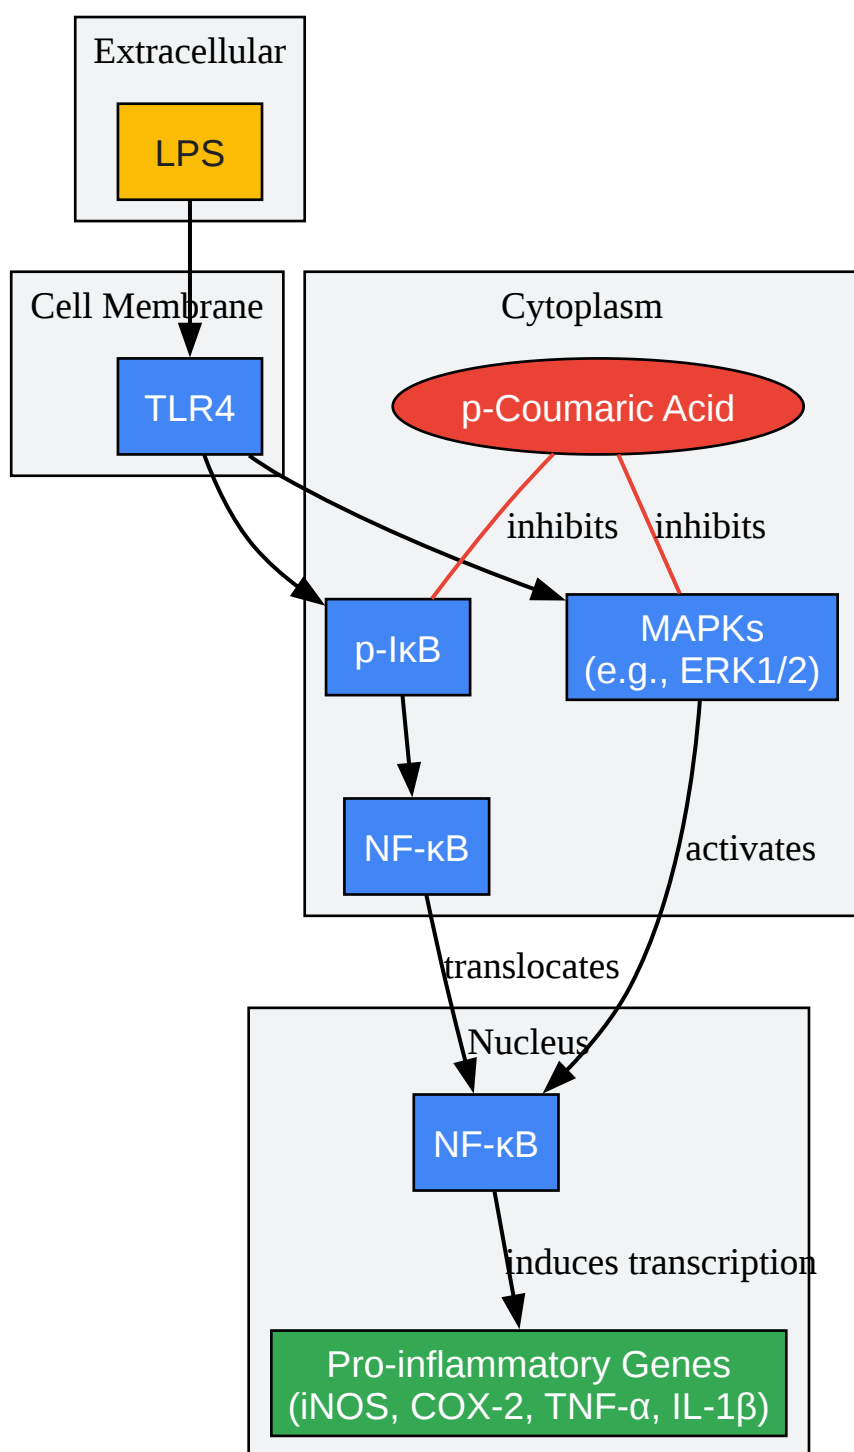 Extracellular
LPS
Cell Membrane
Cytoplasm
TLR4
p-Coumaric Acid
inhibits
inhibits
p-IκB
MAPKs
(e.g., ERK1/2)
NF-κB
activates
translocates
Nucleus
NF-κB
induces transcription
Pro-inflammatory Genes
(iNOS, COX-2, TNF-α, IL-1β)